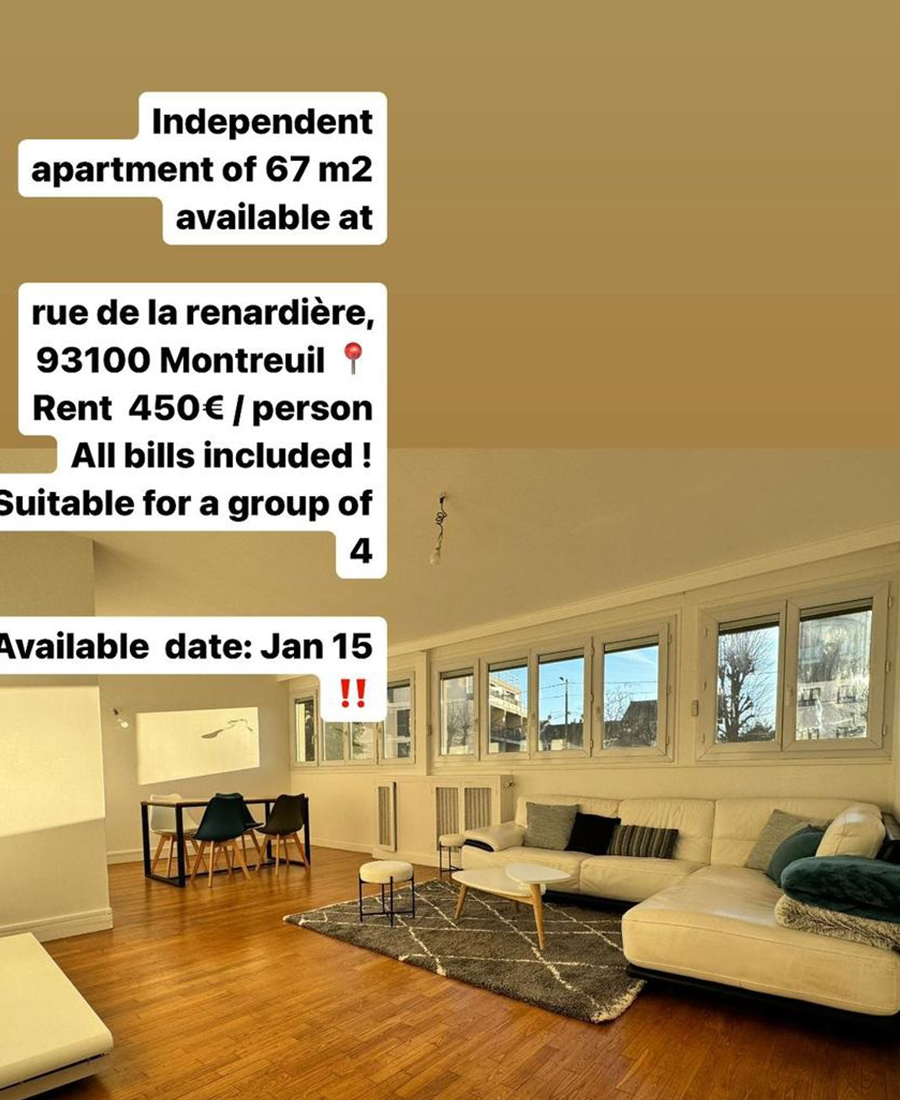 Independent
apartment of 67 m2
available at
rue de la renardière,
93100 Montreuil 📍
Rent 450€ / person
All bills included !
Suitable for a group of
4
Available date: Jan 15
‼️